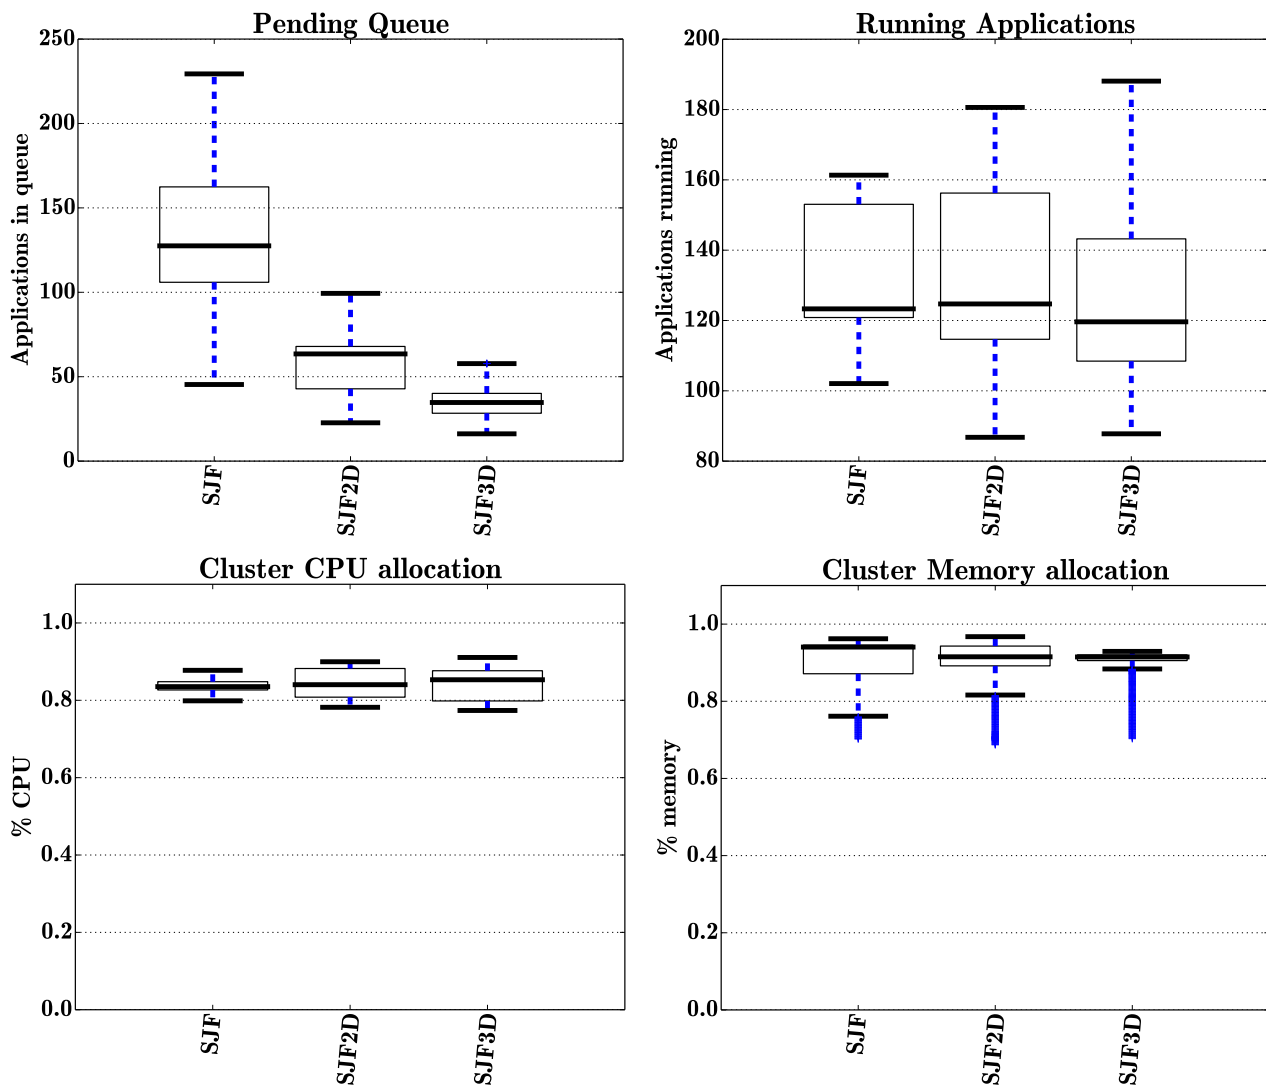 Pending Queue
Applications in queue
250
200
150
100
50
0
SJF
SJF2D
SJF3D
Running Applications
Applications running
200
180
160
140
120
100
80
SJF
SJF2D
SJF3D
Cluster CPU allocation
% CPU
1.0
0.8
0.6
0.4
0.2
0.0
SJF
SJF2D
SJF3D
Cluster Memory allocation
% memory
1.0
0.8
0.6
0.4
0.2
0.0
SJF
SJF2D
SJF3D